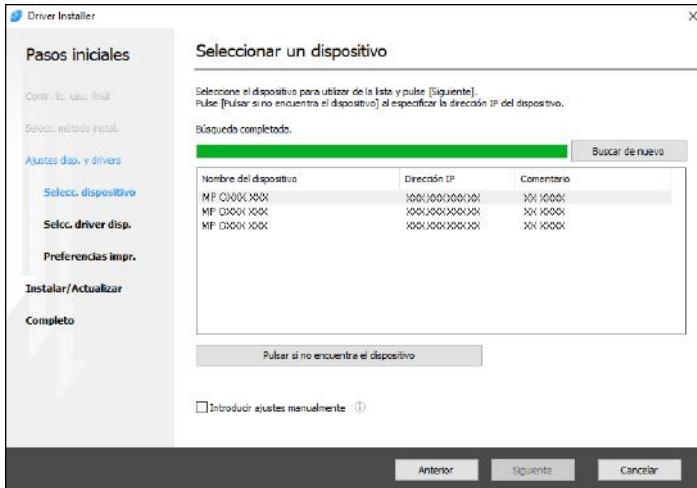 Driver Installer
Pasos iniciales
Contr. lic. usu. final
Selecc. método instal.
Ajustes disp. y drivers
Selecc. dispositivo
Selcc. driver disp.
Preferencias impr.
Instalar/Actualizar
Completo
Seleccionar un dispositivo
Seleccione el dispositivo para utilizar de la lista y pulse [Siguiente].
Pulse [Pulsar si no encuentra el dispositivo] al especificar la dirección IP del dispositivo.
Búsqueda completada.
Buscar de nuevo
Nombre del dispositivo Dirección IP Comentario
MP CXXX XXX XXX.XXX.XXX.XXX XX XXXX
MP CXXX XXX XXX.XXX.XXX.XXX XX XXXX
MP CXXX XXX XXX.XXX.XXX.XXX XX XXXX
Pulsar si no encuentra el dispositivo
Introducir ajustes manualmente
Anterior Siguiente Cancelar